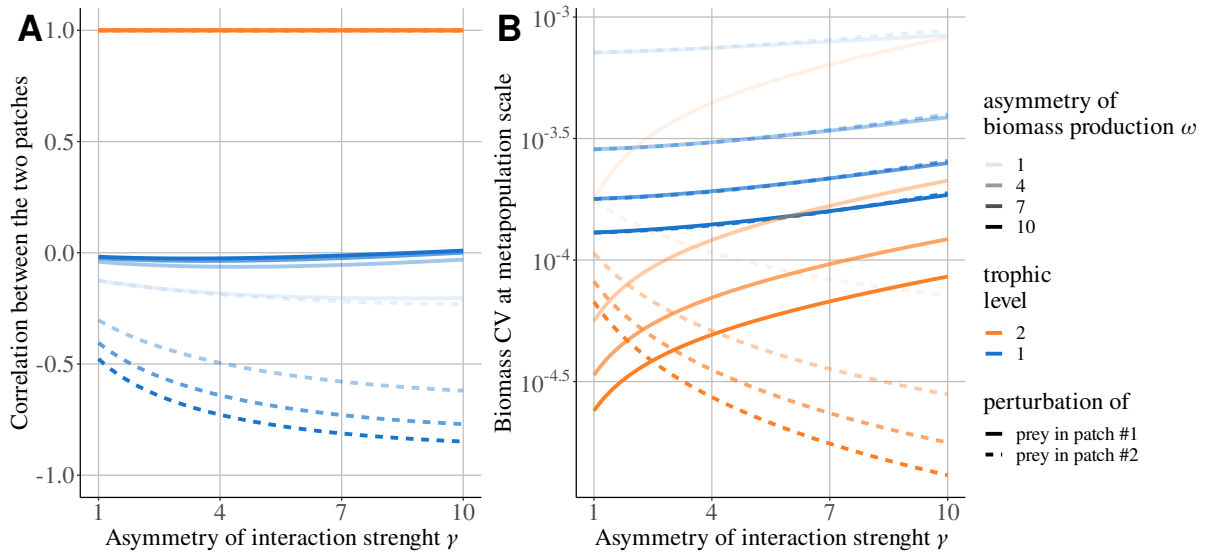 A
Correlation between the two patches
1.0
0.5
0.0
-0.5
-1.0
1
4
7
10
Asymmetry of interaction strenght γ
B
Biomass CV at metapopulation scale
10^-3
10^-3.5
10^-4
10^-4.5
1
4
7
10
Asymmetry of interaction strenght γ
asymmetry of
biomass production ω
1
4
7
10
trophic
level
2
1
perturbation of
prey in patch #1
prey in patch #2